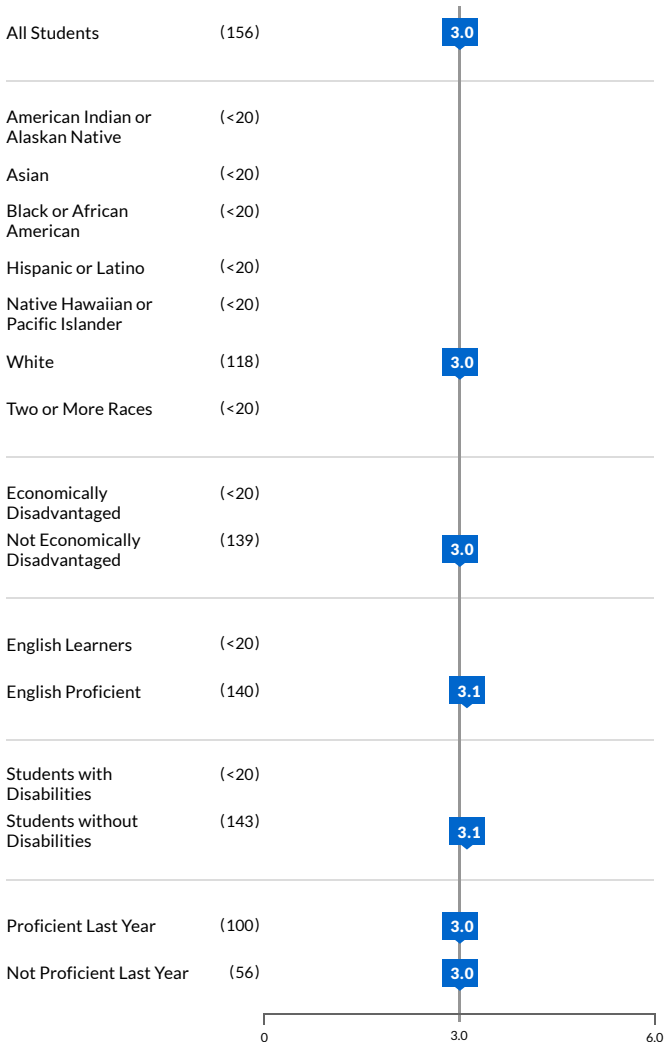 All Students (156) 3.0
American Indian or (<20)
Alaskan Native
Asian (<20)
Black or African (<20)
American
Hispanic or Latino (<20)
Native Hawaiian or (<20)
Pacific Islander
White (118) 3.0
Two or More Races (<20)
Economically (<20)
Disadvantaged
Not Economically (139) 3.0
Disadvantaged
English Learners (<20)
English Proficient (140) 3.1
Students with (<20)
Disabilities
Students without (143) 3.1
Disabilities
Proficient Last Year (100) 3.0
Not Proficient Last Year (56) 3.0
0 3.0 6.0